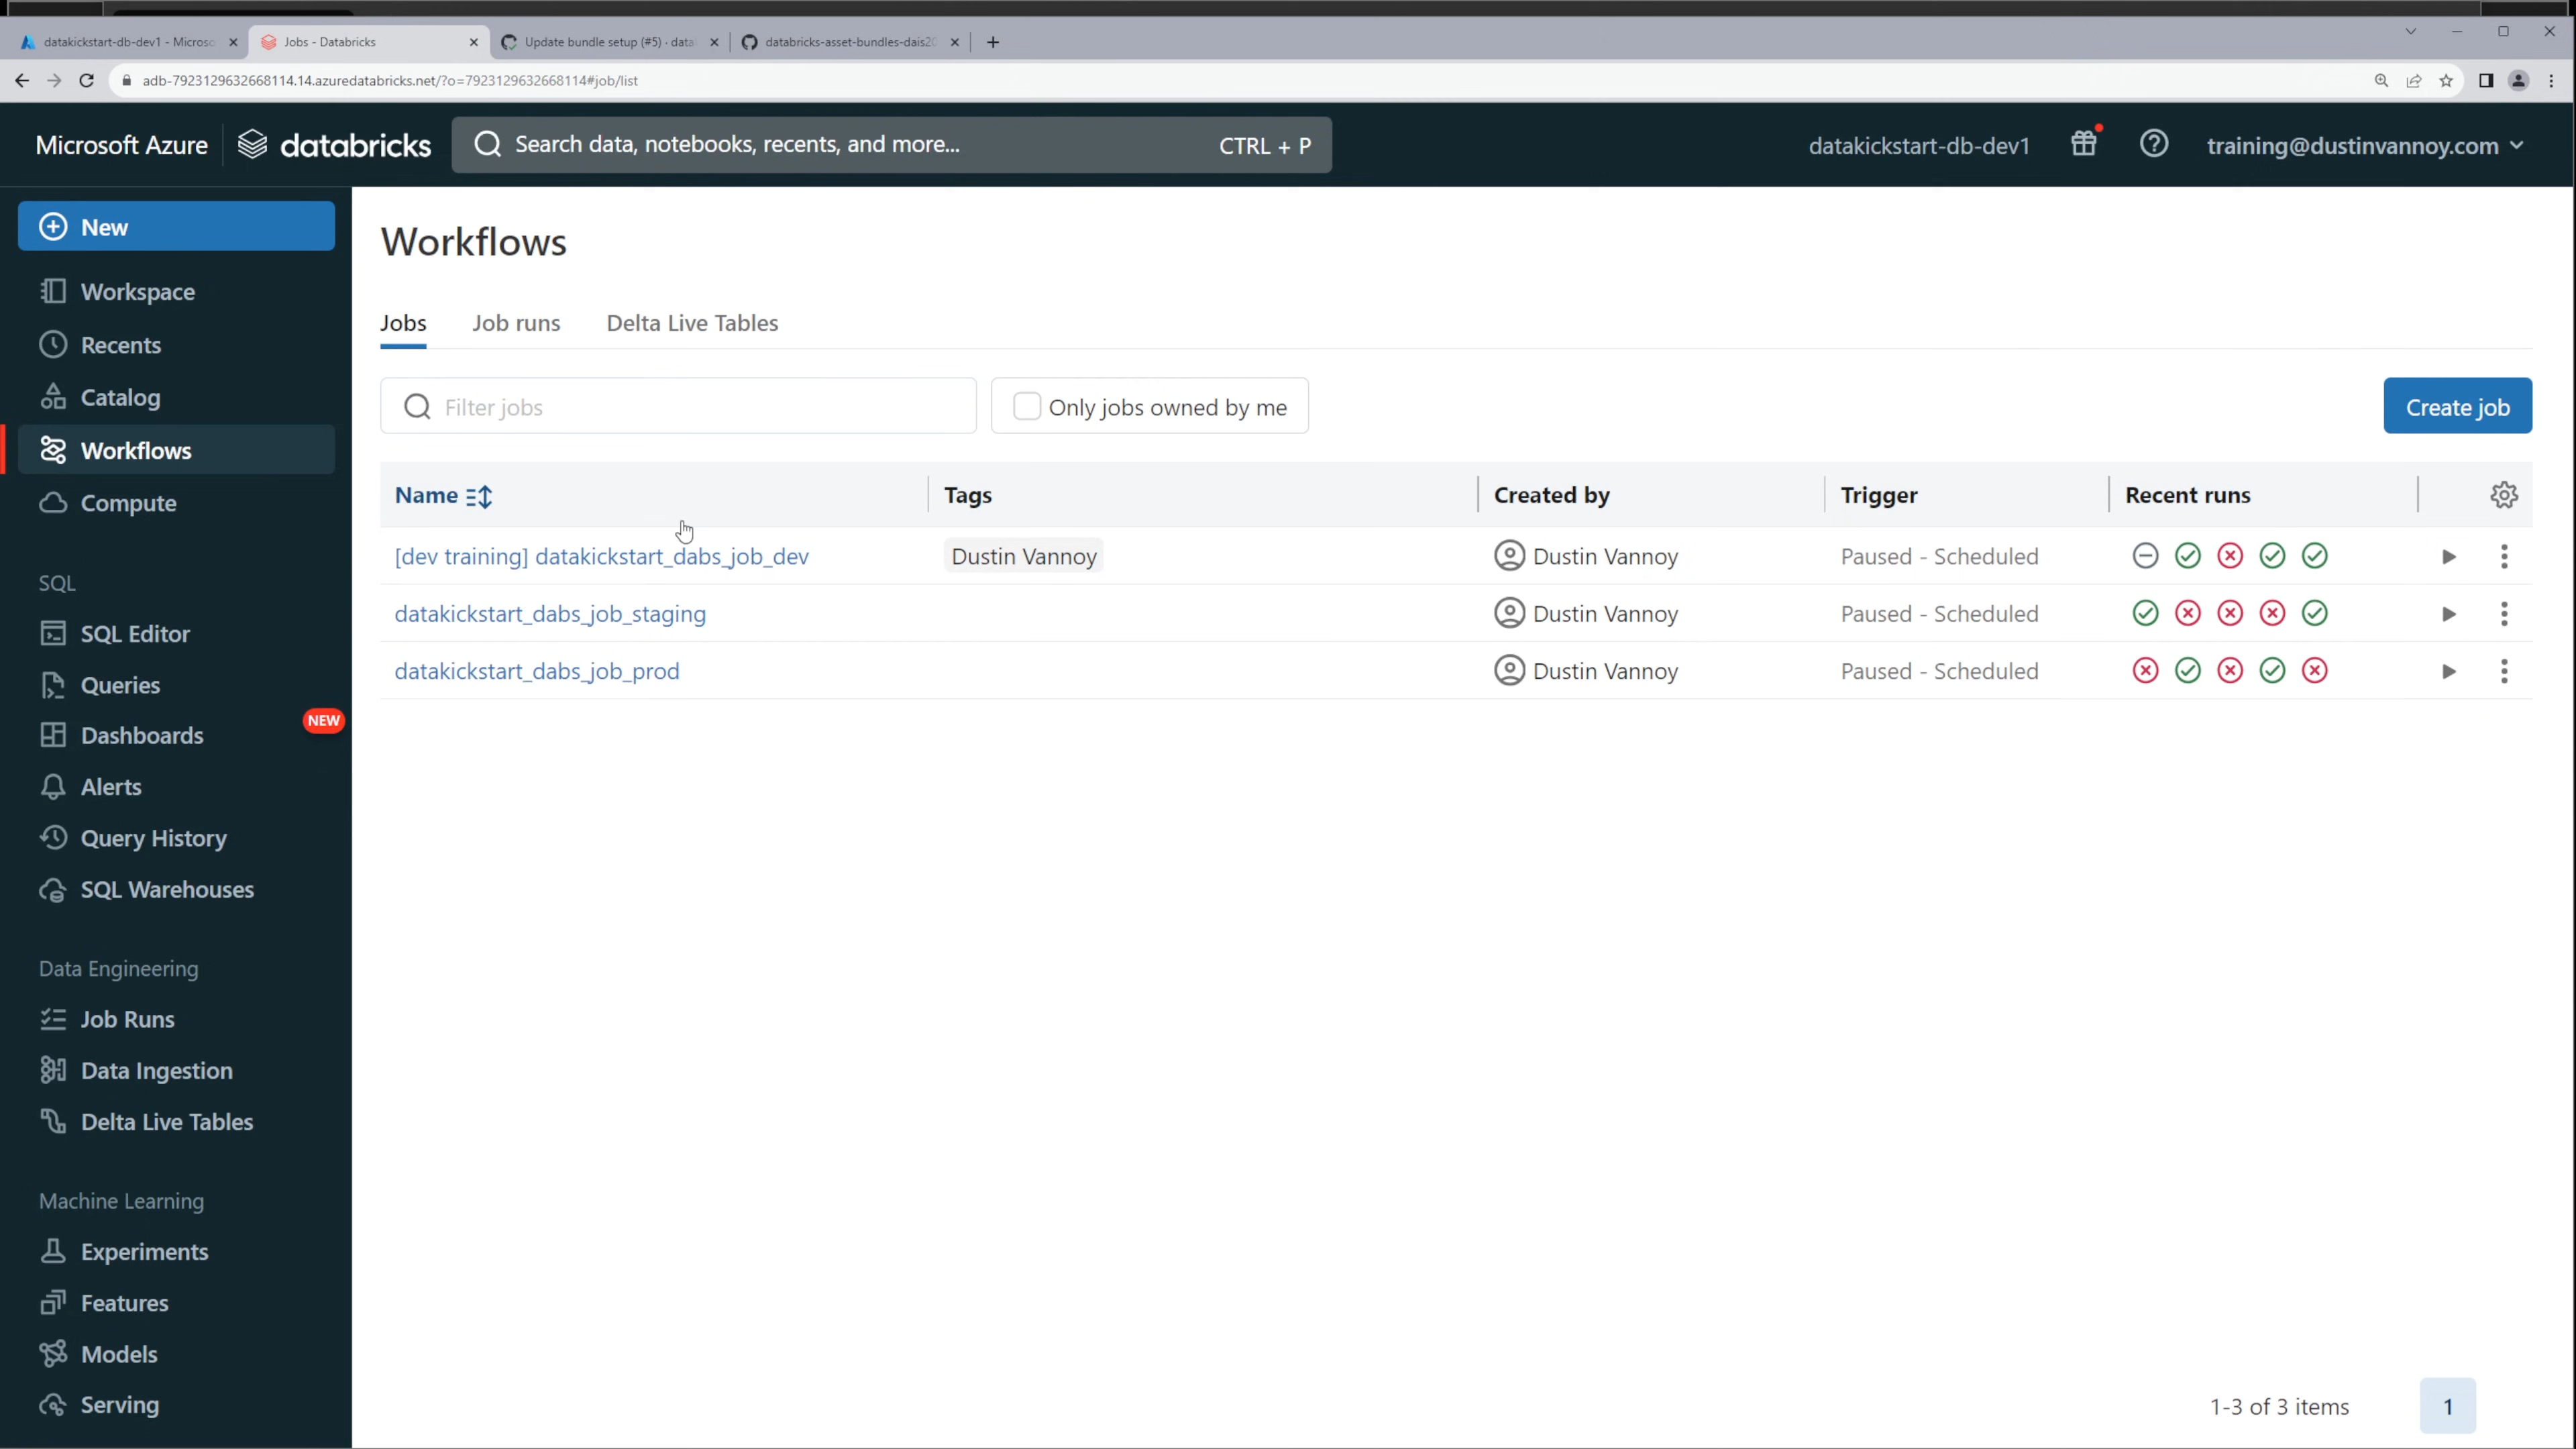 datakickstart-db-dev1 - Microso
Jobs - Databricks
Update bundle setup (#5) · data
databricks-asset-bundles-dais20
adb-7923129632668114.14.azuredatabricks.net/?o=7923129632668114#job/list
Microsoft Azure
databricks
Search data, notebooks, recents, and more...
CTRL + P
datakickstart-db-dev1
training@dustinvannoy.com
New
Workspace
Recents
Catalog
Workflows
Compute
SQL
SQL Editor
Queries
Dashboards
NEW
Alerts
Query History
SQL Warehouses
Data Engineering
Job Runs
Data Ingestion
Delta Live Tables
Machine Learning
Experiments
Features
Models
Serving
Workflows
Jobs Job runs Delta Live Tables
Filter jobs
Only jobs owned by me
Create job
Name Tags Created by Trigger Recent runs
[dev training] datakickstart_dabs_job_dev Dustin Vannoy Dustin Vannoy Paused - Scheduled
datakickstart_dabs_job_staging Dustin Vannoy Paused - Scheduled
datakickstart_dabs_job_prod Dustin Vannoy Paused - Scheduled
1-3 of 3 items 1